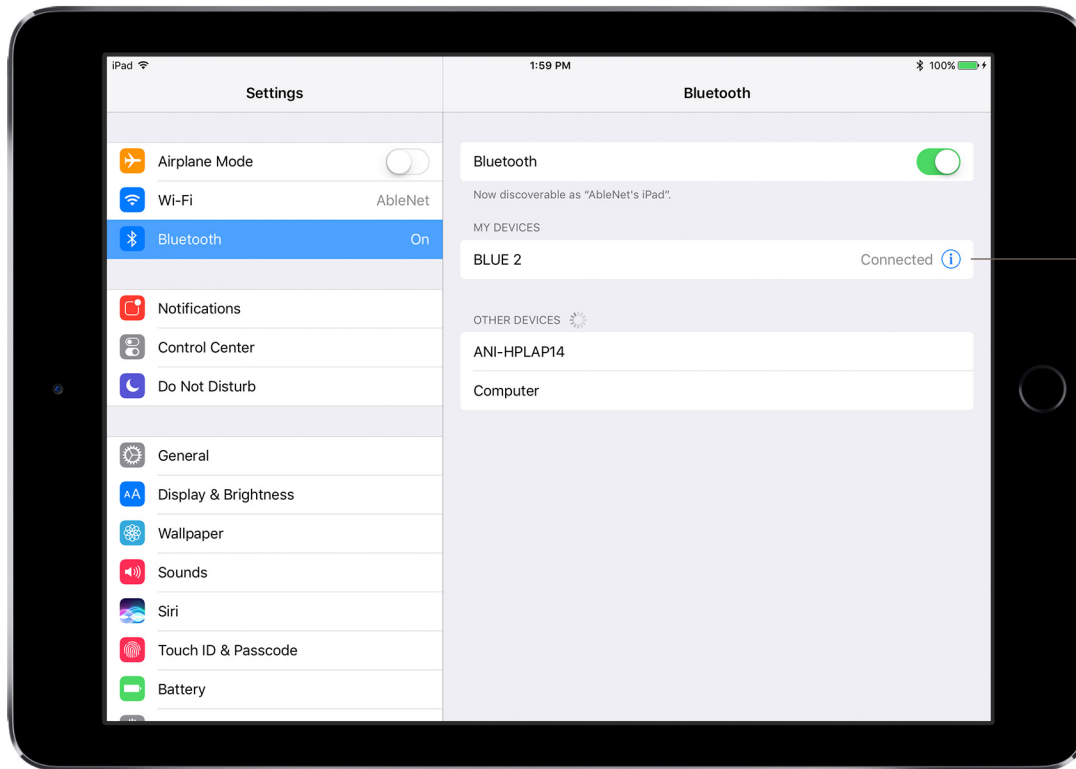 iPad
1:59 PM
100%
Settings
Bluetooth
Airplane Mode
Wi-Fi AbleNet
Bluetooth On
Notifications
Control Center
Do Not Disturb
General
AA Display & Brightness
Wallpaper
Sounds
Siri
Touch ID & Passcode
Battery
Bluetooth
Now discoverable as “AbleNet's iPad”.
MY DEVICES
BLUE 2 Connected i
OTHER DEVICES
ANI-HPLAP14
Computer